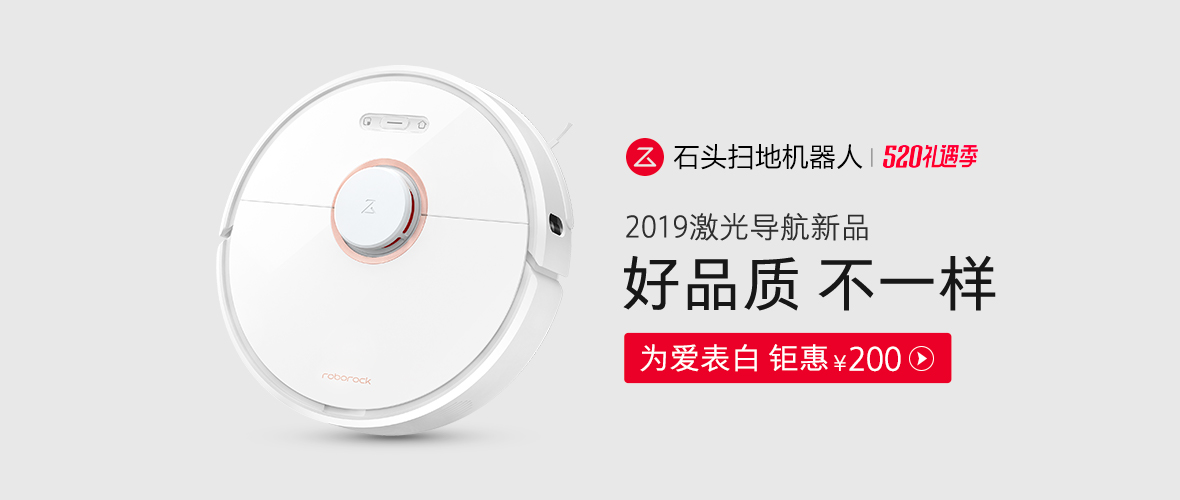 石头扫地机器人 | 520礼遇季
2019激光导航新品
好品质 不一样
为爱表白 钜惠¥200
roborock